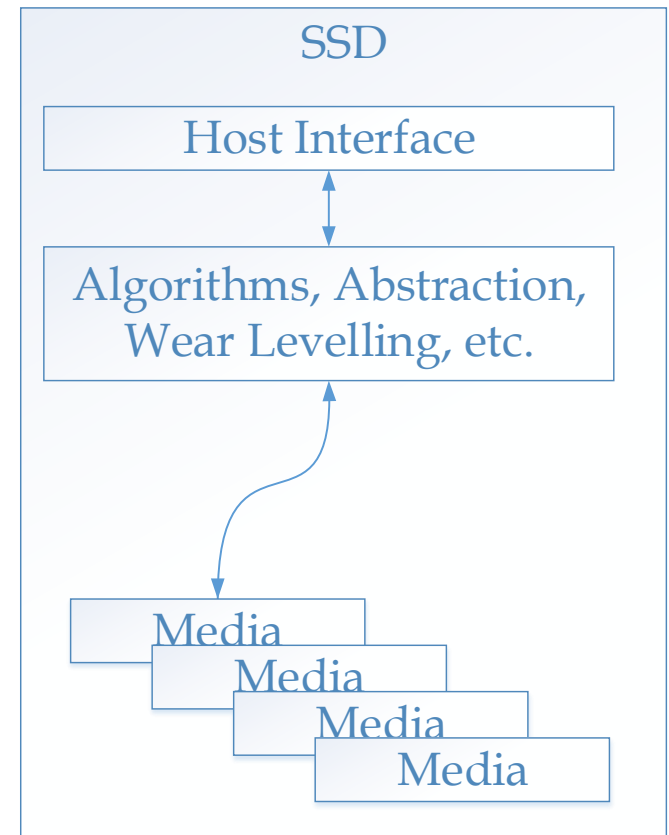 SSD
Host Interface
Algorithms, Abstraction,
Wear Levelling, etc.
Media
Media
Media
Media